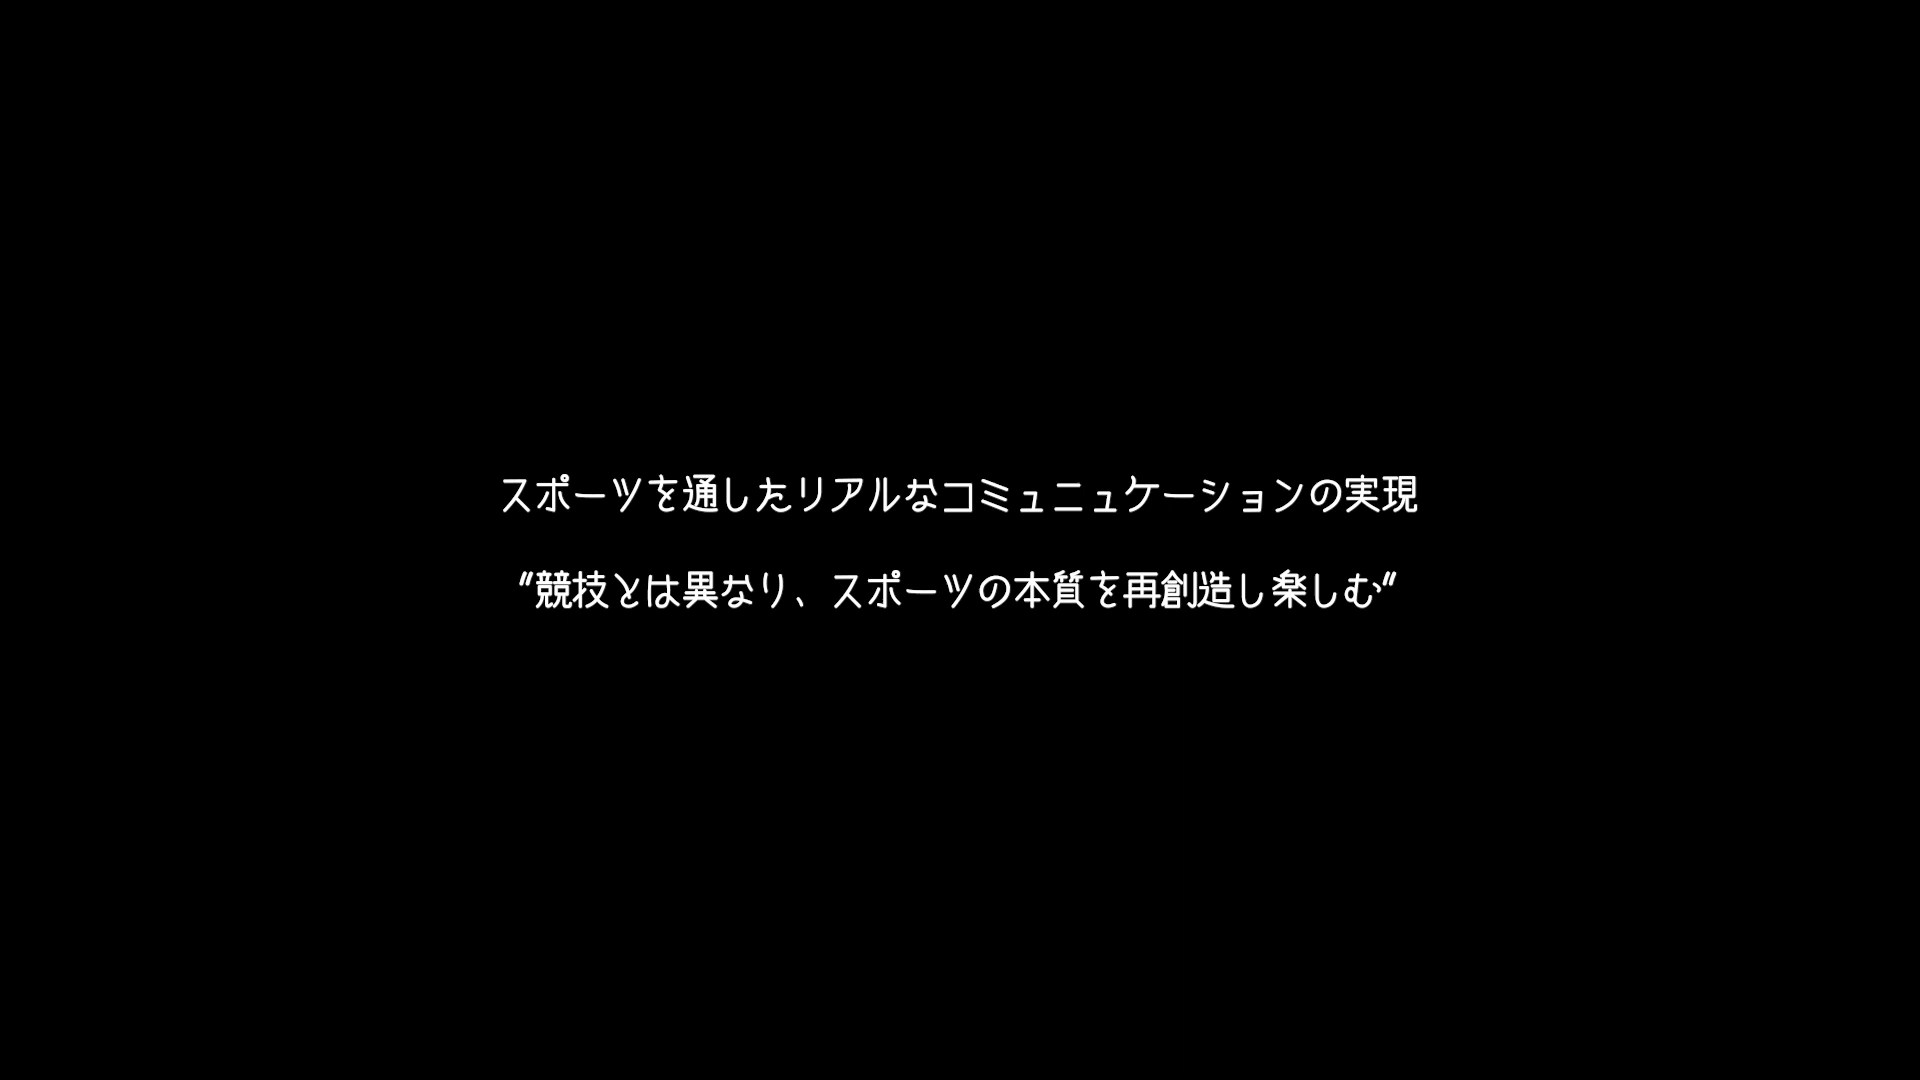 スポーツを通したリアルなコミュニュケーションの実現
"競技とは異なり、スポーツの本質を再創造し楽しむ"